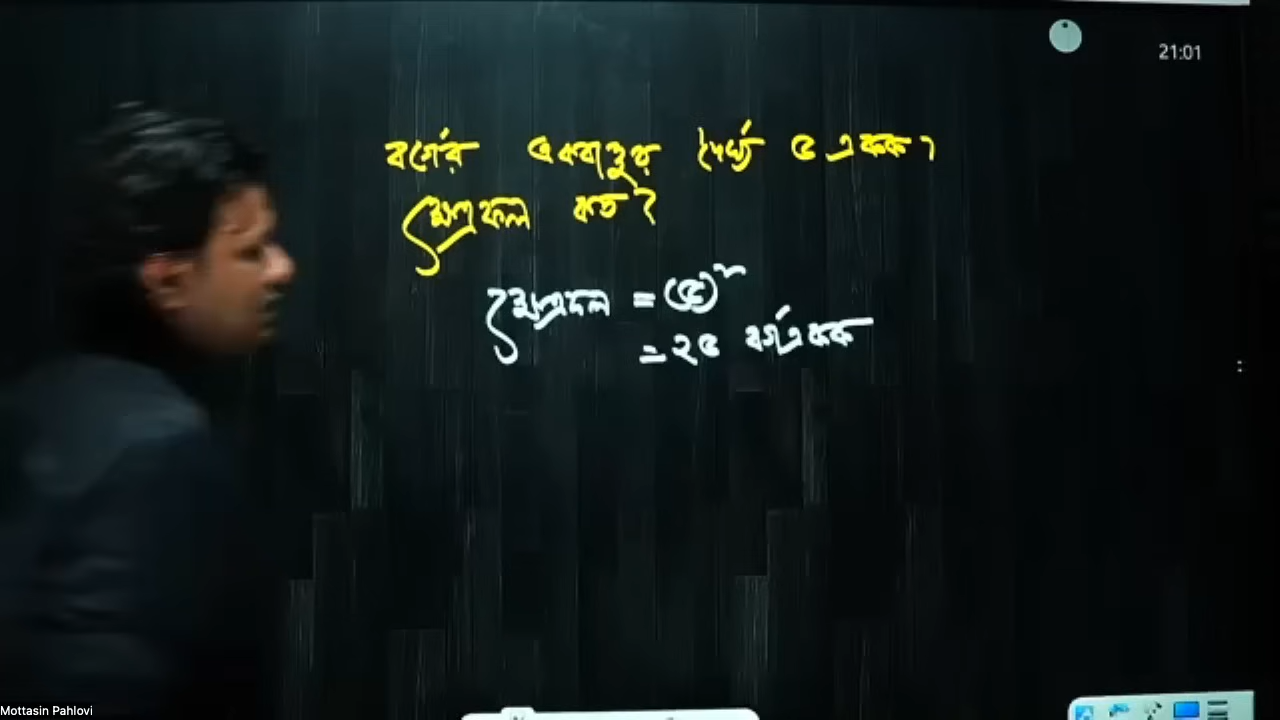 21:01
বর্গের একবাহুর দৈর্ঘ্য ৫ একক।
ক্ষেত্রফল কত?
ক্ষেত্রফল = (৫)²
= ২৫ বর্গএকক
Mottasin Pahlovi